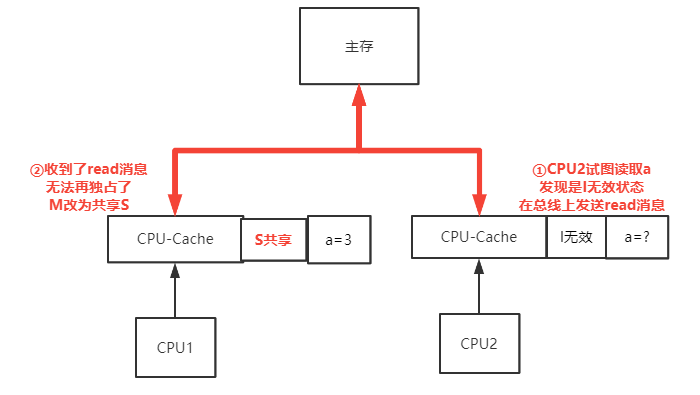 主存
②收到了read消息
无法再独占了
M改为共享S
①CPU2试图读取a
发现是I无效状态
在总线上发送read消息
CPU-Cache
S共享
a=3
CPU-Cache
I无效
a=?
CPU1
CPU2